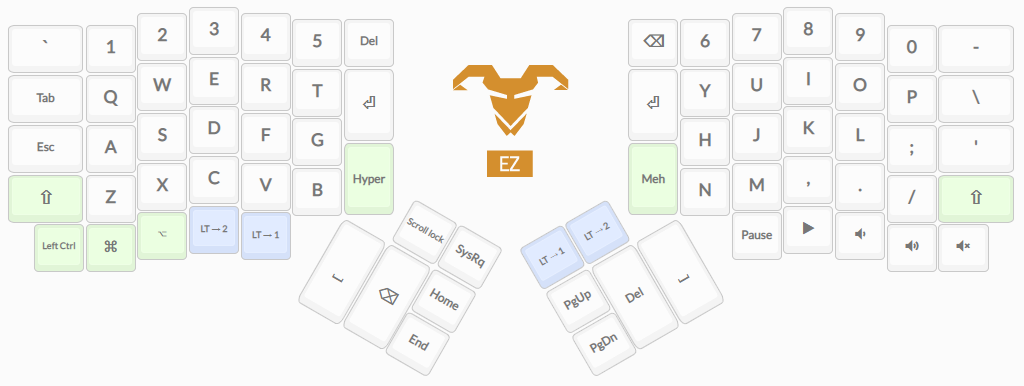 ` 1 2 3 4 5 Del
Tab Q W E R T ⏎
Esc A S D F G
⇧ Z X C V B Hyper
Left Ctrl ⌘ ⌥ LT→2 LT→1
Scroll lock SysRq
[ ⌫ Home
End
EZ
⌫ 6 7 8 9 0 -
⏎ Y U I O P \
H J K L ; '
Meh N M , . / ⇧
Pause ▶ 🔉 🔊 🔇
LT→1 LT→2
PgUp Del ]
PgDn